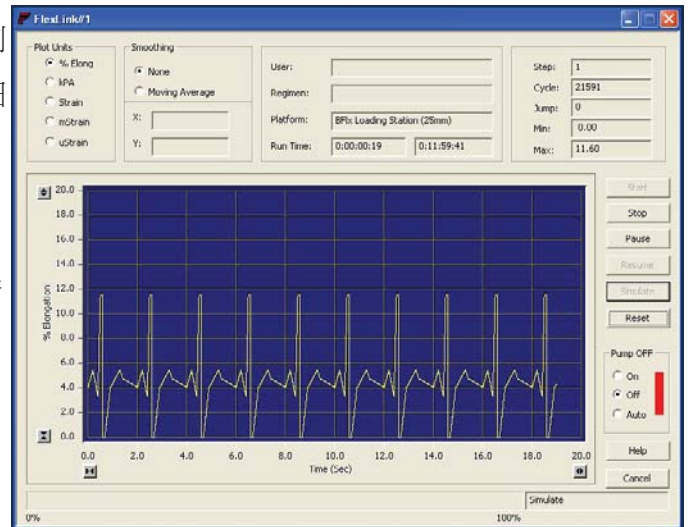 FlexLink#1
Plot Units
% Elong
kPA
Strain
mStrain
uStrain
Smoothing
None
Moving Average
X:
Y:
User:
Regimen:
Platform: BFlx Loading Station (25mm)
Run Time: 0:00:00:19 0:11:59:41
Step: 1
Cycle: 21591
Jump: 0
Min: 0.00
Max: 11.60
% Elongation
20.0
18.0
16.0
14.0
12.0
10.0
8.0
6.0
4.0
2.0
0.0
0.0 2.0 4.0 6.0 8.0 10.0 12.0 14.0 16.0 18.0 20.0
Time (Sec)
Start
Stop
Pause
Resume
Simulate
Reset
Pump OFF
On
Off
Auto
Help
Cancel
Simulate
0% 100%